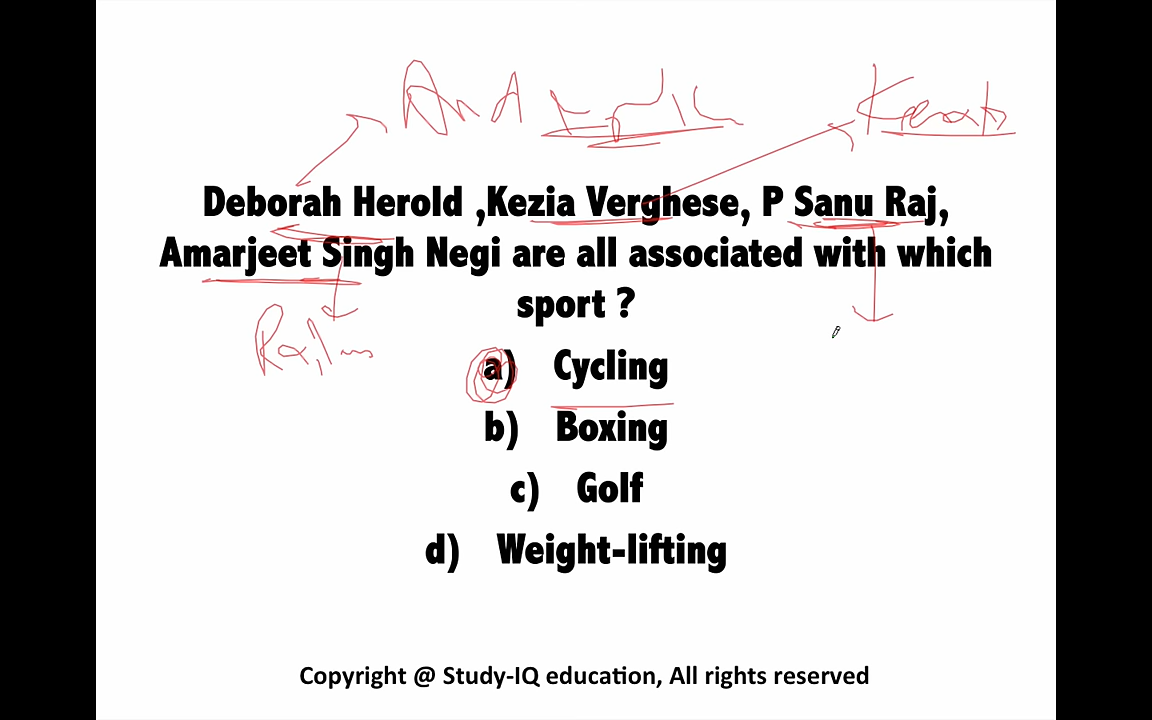 Deborah Herold ,Kezia Verghese, P Sanu Raj,
Amarjeet Singh Negi are all associated with which
sport ?
a) Cycling
b) Boxing
c) Golf
d) Weight-lifting
Copyright @ Study-IQ education, All rights reserved